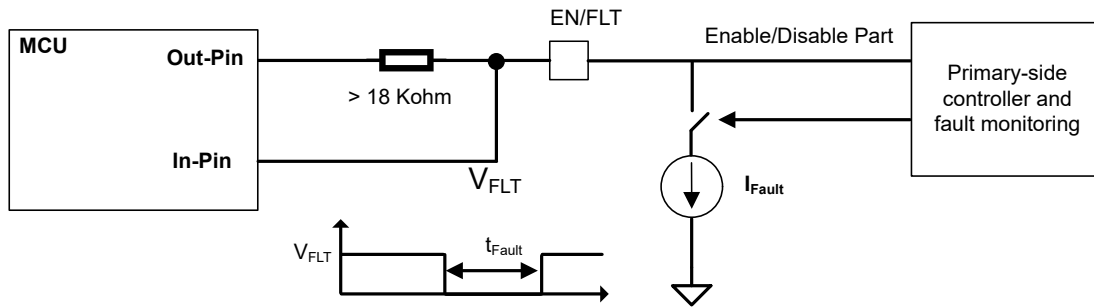 MCU
Out-Pin
> 18 Kohm
In-Pin
VFLT
EN/FLT
Enable/Disable Part
Primary-side
controller and
fault monitoring
IFault
VFLT
tFault